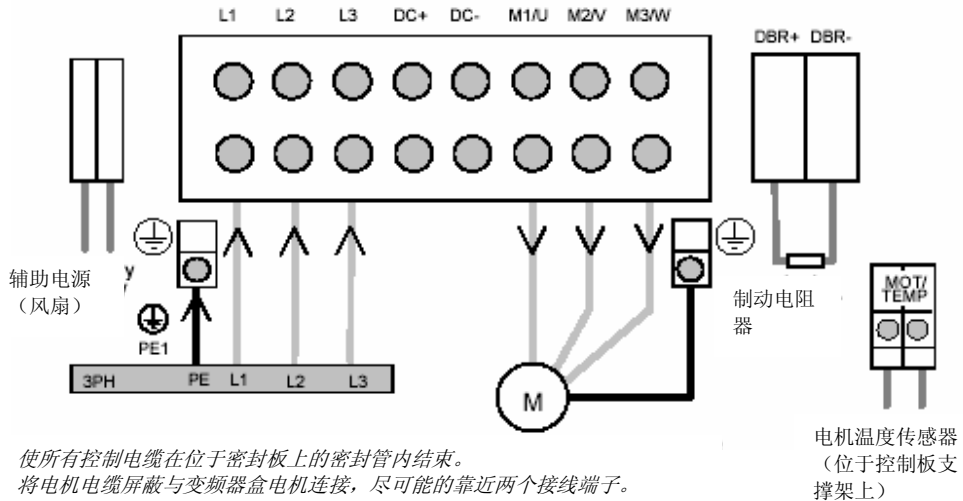 L1 L2 L3 DC+ DC- M1/U M2/V M3/W
DBR+ DBR-
辅助电源
（风扇）
y
PE1
3PH PE L1 L2 L3
M
制动电阻
器
MOT/
TEMP
电机温度传感器
（位于控制板支
撑架上）
使所有控制电缆在位于密封板上的密封管内结束。
将电机电缆屏蔽与变频器盒电机连接，尽可能的靠近两个接线端子。